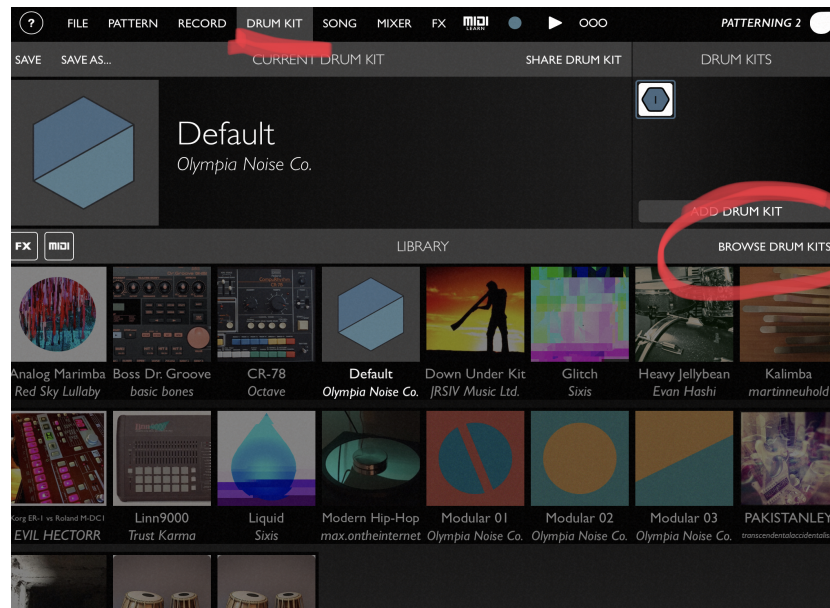 ?
FILE PATTERN RECORD DRUM KIT SONG MIXER FX MIDI LEARN PATTERNING 2
SAVE SAVE AS... CURRENT DRUM KIT SHARE DRUM KIT DRUM KITS
Default
Olympia Noise Co.
1
ADD DRUM KIT
FX MIDI LIBRARY BROWSE DRUM KITS
Analog Marimba Boss Dr. Groove CR-78 Default Down Under Kit Glitch Heavy Jellybean Kalimba
Red Sky Lullaby basic bones Octave Olympia Noise Co. JRSIV Music Ltd. Sixis Evan Hashi martinneuhold
Korg ER-1 vs Roland M-DC1 Linn9000 Liquid Modern Hip-Hop Modular 01 Modular 02 Modular 03 PAKISTANLEY
EVIL HECTORR Trust Karma Sixis max.ontheinternet Olympia Noise Co. Olympia Noise Co. Olympia Noise Co. transcendentalaccidentalis